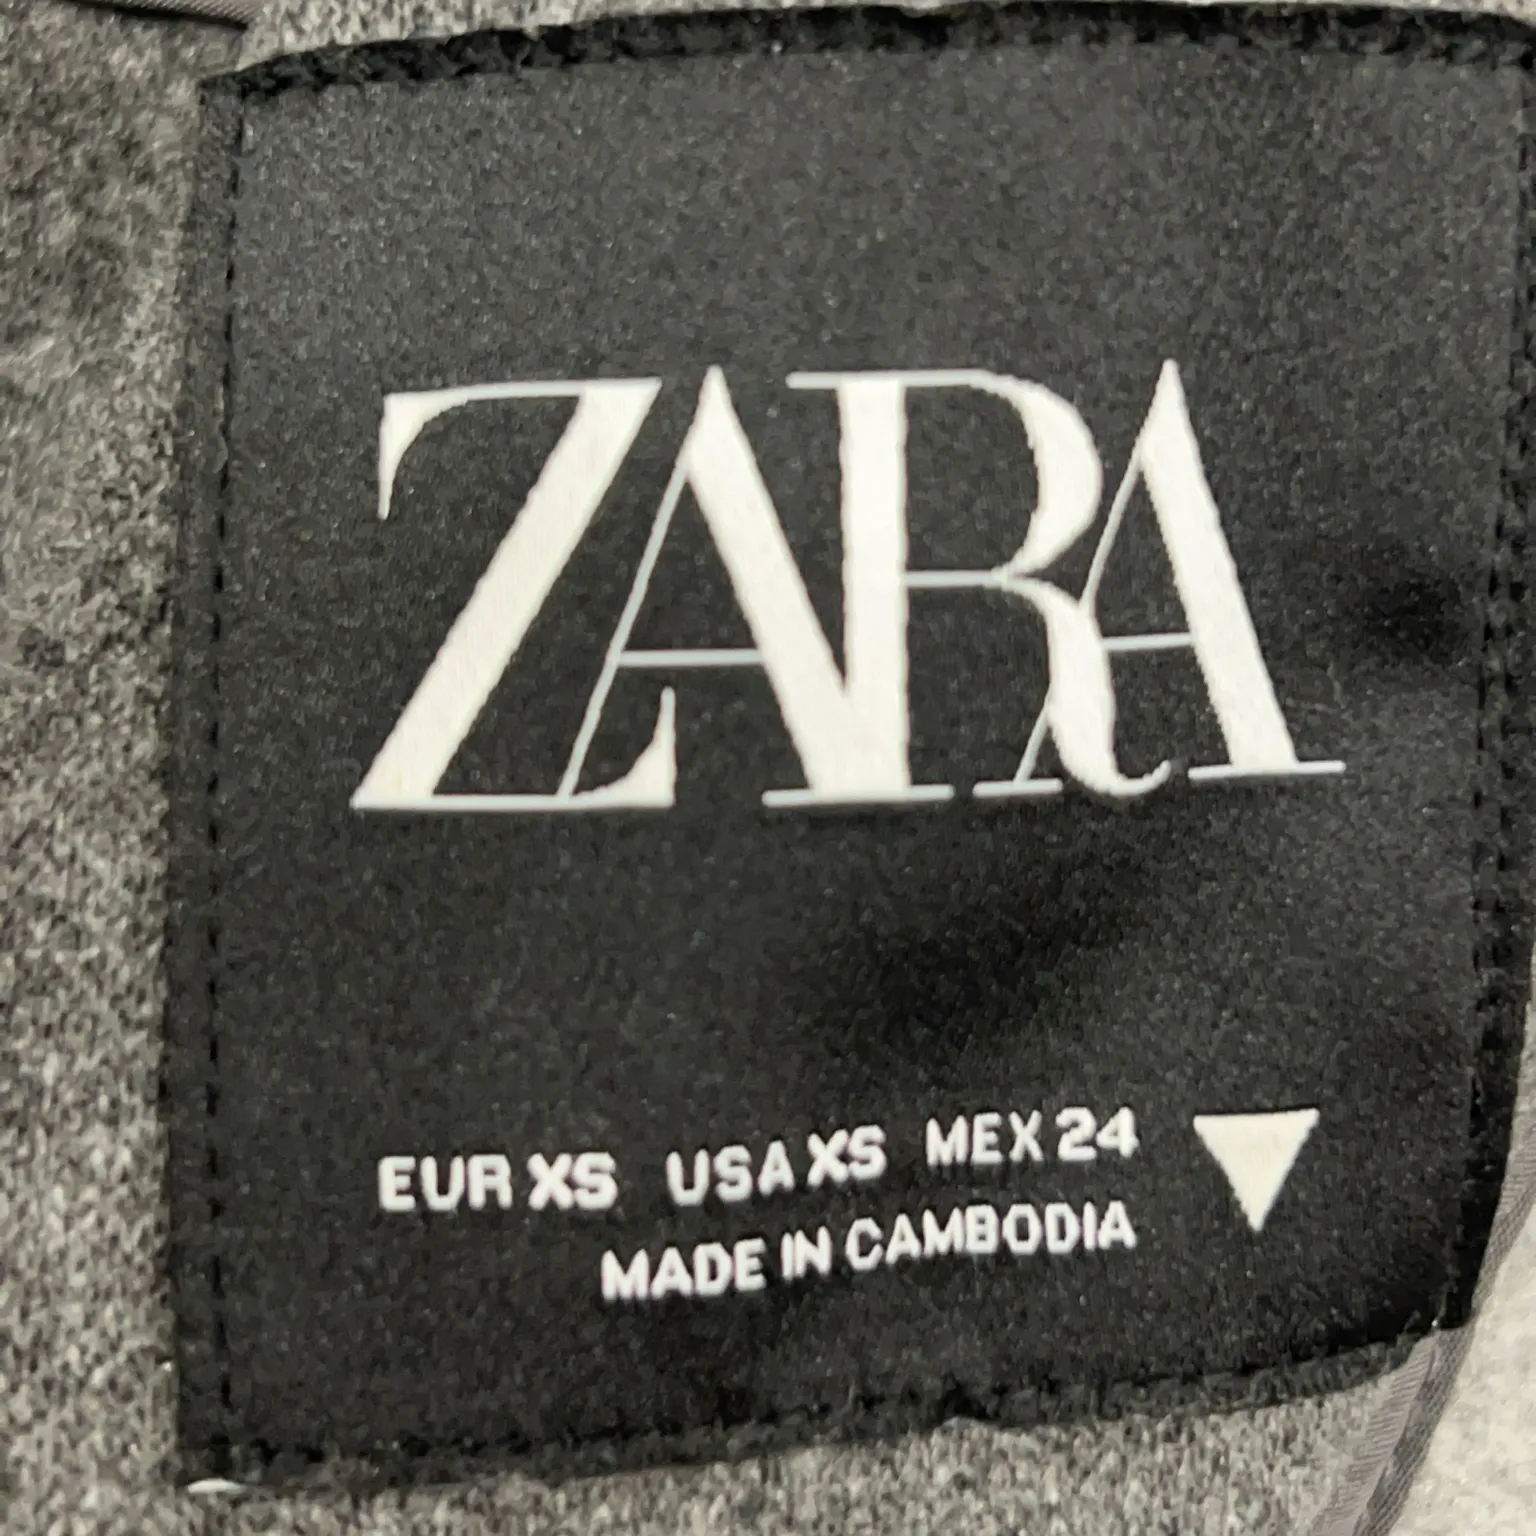 ZARA
EUR XS USA XS MEX 24
MADE IN CAMBODIA